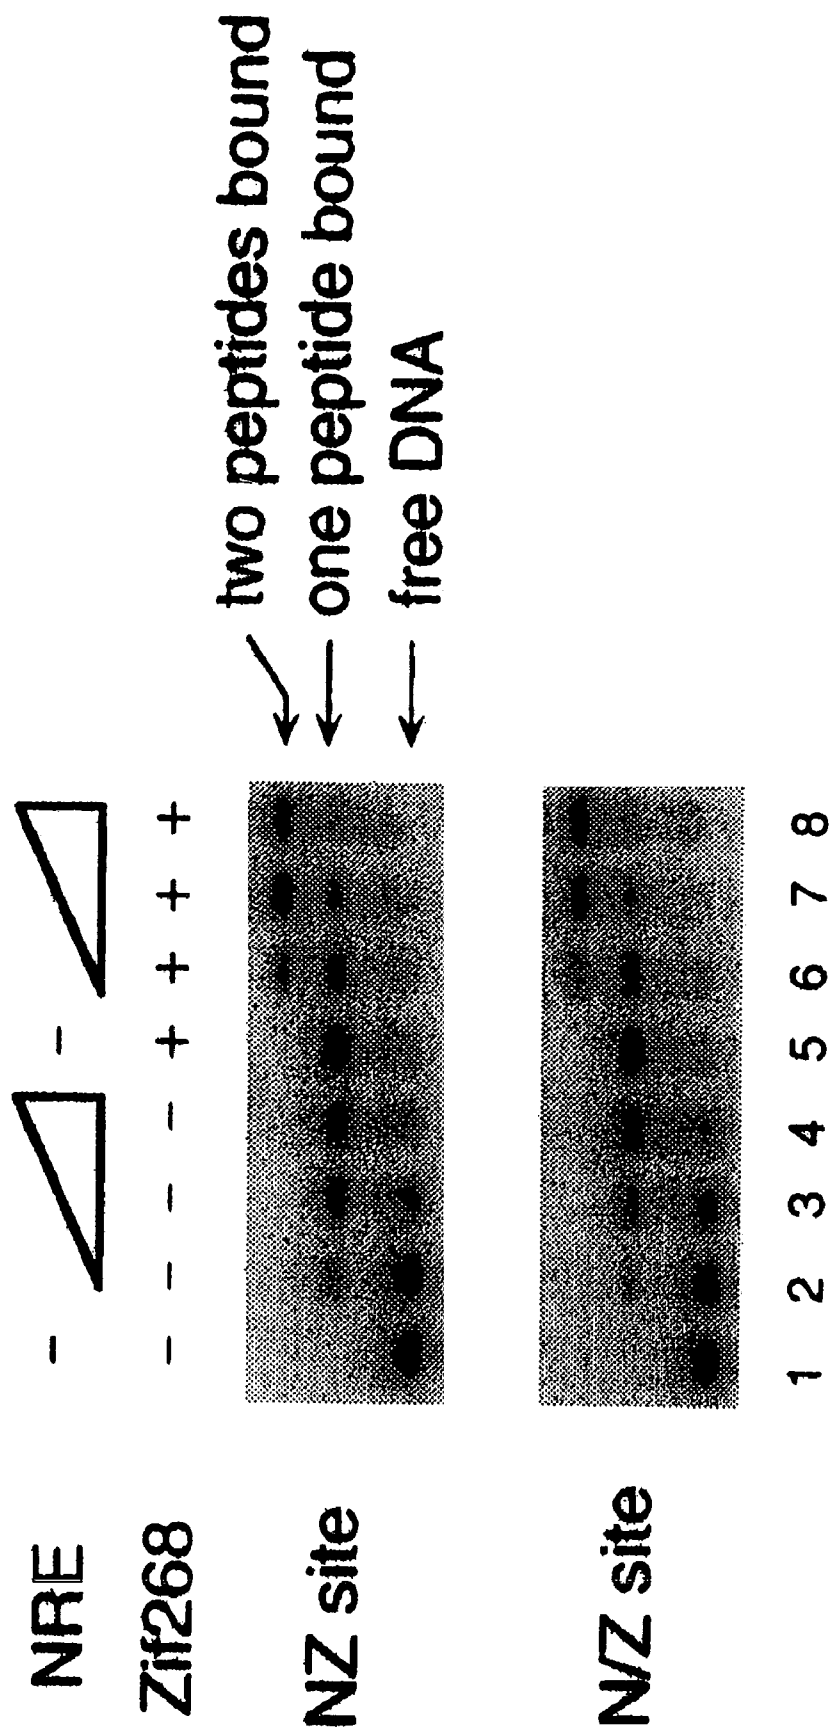 NRE - -
Zif268 - - - - + + + +
two peptides bound
NZ site one peptide bound
free DNA
N/Z site
1 2 3 4 5 6 7 8